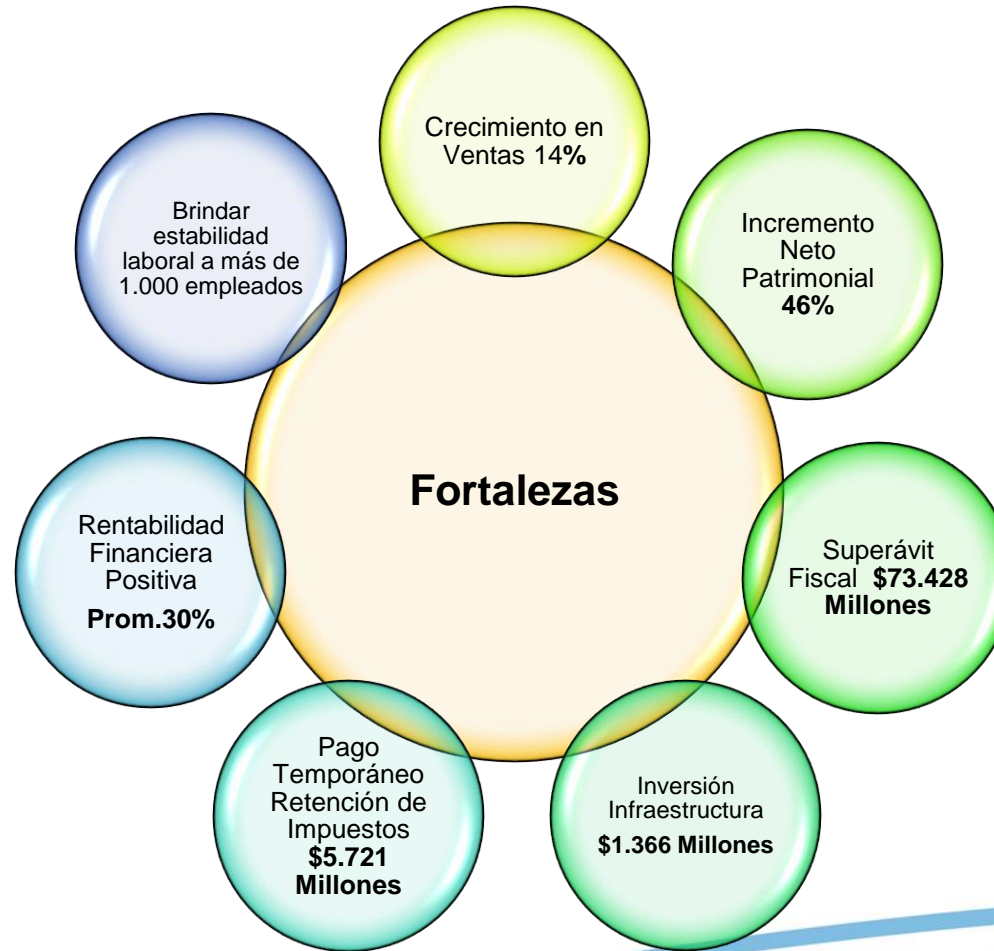 Crecimiento en
Ventas 14%
Incremento
Neto
Patrimonial
46%
Superávit
Fiscal $73.428
Millones
Inversión
Infraestructura
$1.366 Millones
Pago
Temporáneo
Retención de
Impuestos
$5.721
Millones
Rentabilidad
Financiera
Positiva
Prom.30%
Brindar
estabilidad
laboral a más de
1.000 empleados
Fortalezas